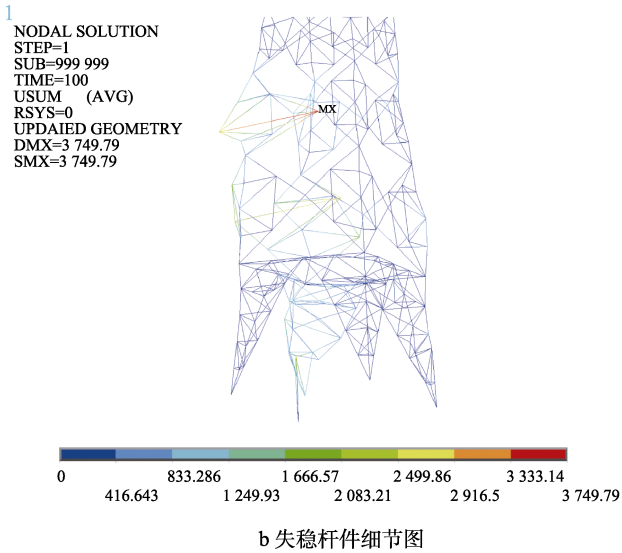 1
NODAL SOLUTION
STEP=1
SUB=999 999
TIME=100
USUM (AVG)
RSYS=0
UPDAIED GEOMETRY
DMX=3 749.79
SMX=3 749.79
MX
0 833.286 1 666.57 2 499.86 3 333.14
416.643 1 249.93 2 083.21 2 916.5 3 749.79
b 失稳杆件细节图